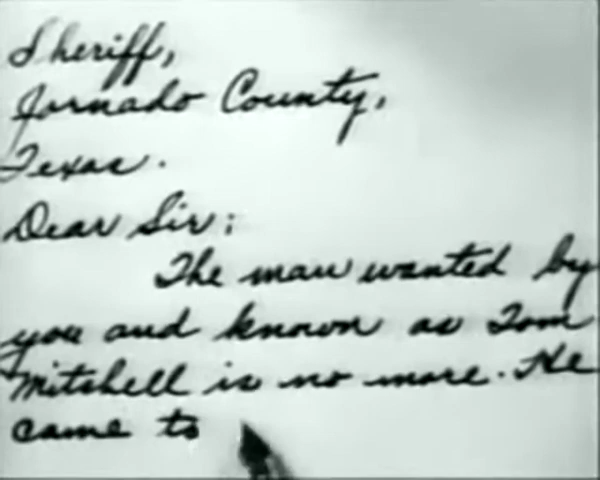 Sheriff,
Tornado County,
Texas.
Dear Sir:
The man wanted by
you and known as Tom
Mitchell is no more. He
came to